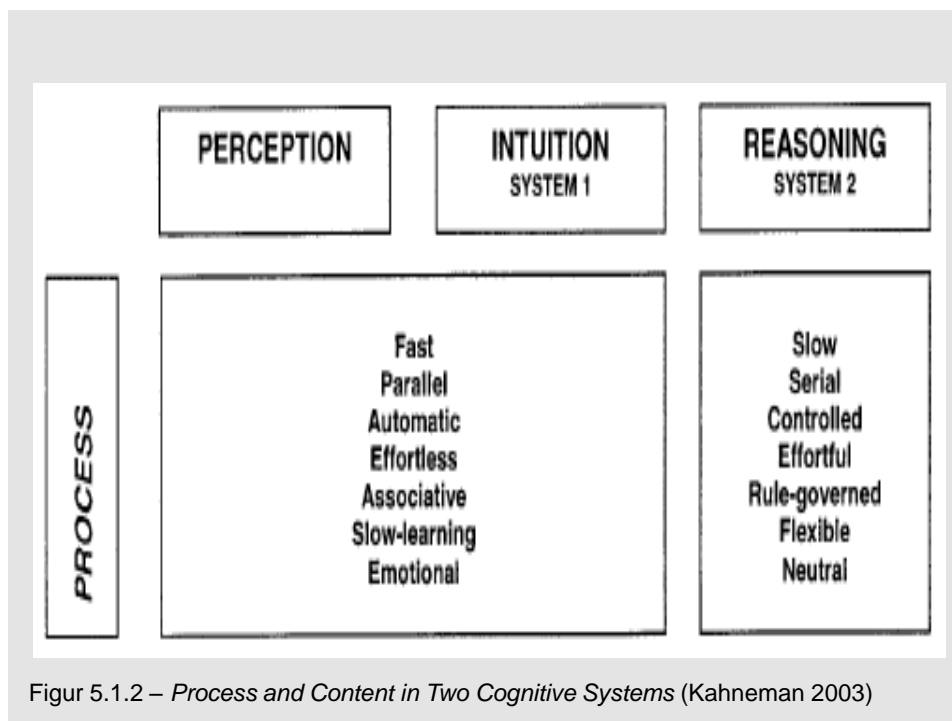 PERCEPTION
INTUITION
SYSTEM 1
REASONING
SYSTEM 2
PROCESS
Fast
Parallel
Automatic
Effortless
Associative
Slow-learning
Emotional
Slow
Serial
Controlled
Effortful
Rule-governed
Flexible
Neutral
Figur 5.1.2 – Process and Content in Two Cognitive Systems (Kahneman 2003)